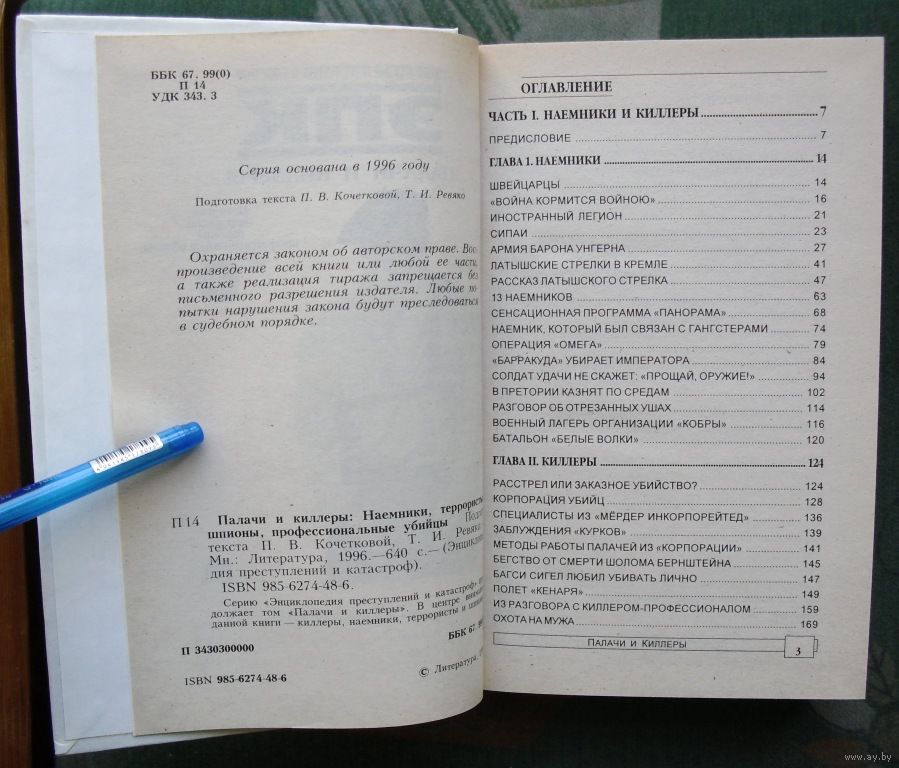 ББК 67. 99(0)
П 14
УДК 343. 3
Серия основана в 1996 году
Подготовка текста П. В. Кочетковой, Т. И. Ревяко
Охраняется законом об авторском праве. Вос-
произведение всей книги или любой ее части,
а также реализация тиража запрещается без
письменного разрешения издателя. Любые по-
пытки нарушения закона будут преследоваться
в судебном порядке.
П 14 Палачи и киллеры: Наемники, террористы,
шпионы, профессиональные убийцы
текста П. В. Кочетковой, Т. И. Ревяко.
Мн.: Литература, 1996.—640 с.— (Энциклопе-
дия преступлений и катастроф).
ISBN 985-6274-48-6.
Серию «Энциклопедия преступлений и катастроф»
должает том «Палачи и киллеры». В центре
данной книги — киллеры, наемники, террористы и
ББК 67. 99
П 3430300000
© Литература,
ISBN 985-6274-48-6
ОГЛАВЛЕНИЕ
ЧАСТЬ I. НАЕМНИКИ И КИЛЛЕРЫ 7
ПРЕДИСЛОВИЕ 7
ГЛАВА 1. НАЕМНИКИ 14
ШВЕЙЦАРЦЫ 14
«ВОЙНА КОРМИТСЯ ВОЙНОЮ» 16
ИНОСТРАННЫЙ ЛЕГИОН 21
СИПАИ 23
АРМИЯ БАРОНА УНГЕРНА 27
ЛАТЫШСКИЕ СТРЕЛКИ В КРЕМЛЕ 41
РАССКАЗ ЛАТЫШСКОГО СТРЕЛКА 47
13 НАЕМНИКОВ 63
СЕНСАЦИОННАЯ ПРОГРАММА «ПАНОРАМА» 68
НАЕМНИК, КОТОРЫЙ БЫЛ СВЯЗАН С ГАНГСТЕРАМИ 74
ОПЕРАЦИЯ «ОМЕГА» 79
«БАРРАКУДА» УБИРАЕТ ИМПЕРАТОРА 84
СОЛДАТ УДАЧИ НЕ СКАЖЕТ: «ПРОЩАЙ, ОРУЖИЕ!» 94
В ПРЕТОРИИ КАЗНЯТ ПО СРЕДАМ 102
РАЗГОВОР ОБ ОТРЕЗАННЫХ УШАХ 114
ВОЕННЫЙ ЛАГЕРЬ ОРГАНИЗАЦИИ «КОБРЫ» 116
БАТАЛЬОН «БЕЛЫЕ ВОЛКИ» 120
ГЛАВА II. КИЛЛЕРЫ 124
РАССТРЕЛ ИЛИ ЗАКАЗНОЕ УБИЙСТВО? 124
КОРПОРАЦИЯ УБИЙЦ 128
СПЕЦИАЛИСТЫ ИЗ «МЁРДЕР ИНКОРПОРЕЙТЕД» 136
ЗАБЛУЖДЕНИЯ «КУРКОВ» 139
МЕТОДЫ РАБОТЫ ПАЛАЧЕЙ ИЗ «КОРПОРАЦИИ» 141
БЕГСТВО ОТ СМЕРТИ ШОЛОМА БЕРНШТЕЙНА 145
БАГСИ СИГЕЛ ЛЮБИЛ УБИВАТЬ ЛИЧНО 147
ПОЛЕТ «КЕНАРЯ» 149
ИЗ РАЗГОВОРА С КИЛЛЕРОМ-ПРОФЕССИОНАЛОМ 159
ОХОТА НА МУЖА 169
ПАЛАЧИ И КИЛЛЕРЫ 3
www.ay.by